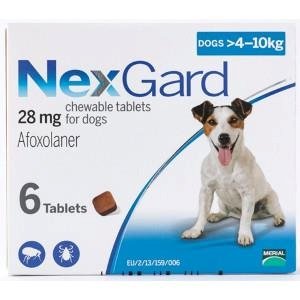 DOGS >4–10kg
NexGard
chewable tablets
28 mg for dogs
Afoxolaner
6 Tablets
EU/2/13/159/006
MERIAL